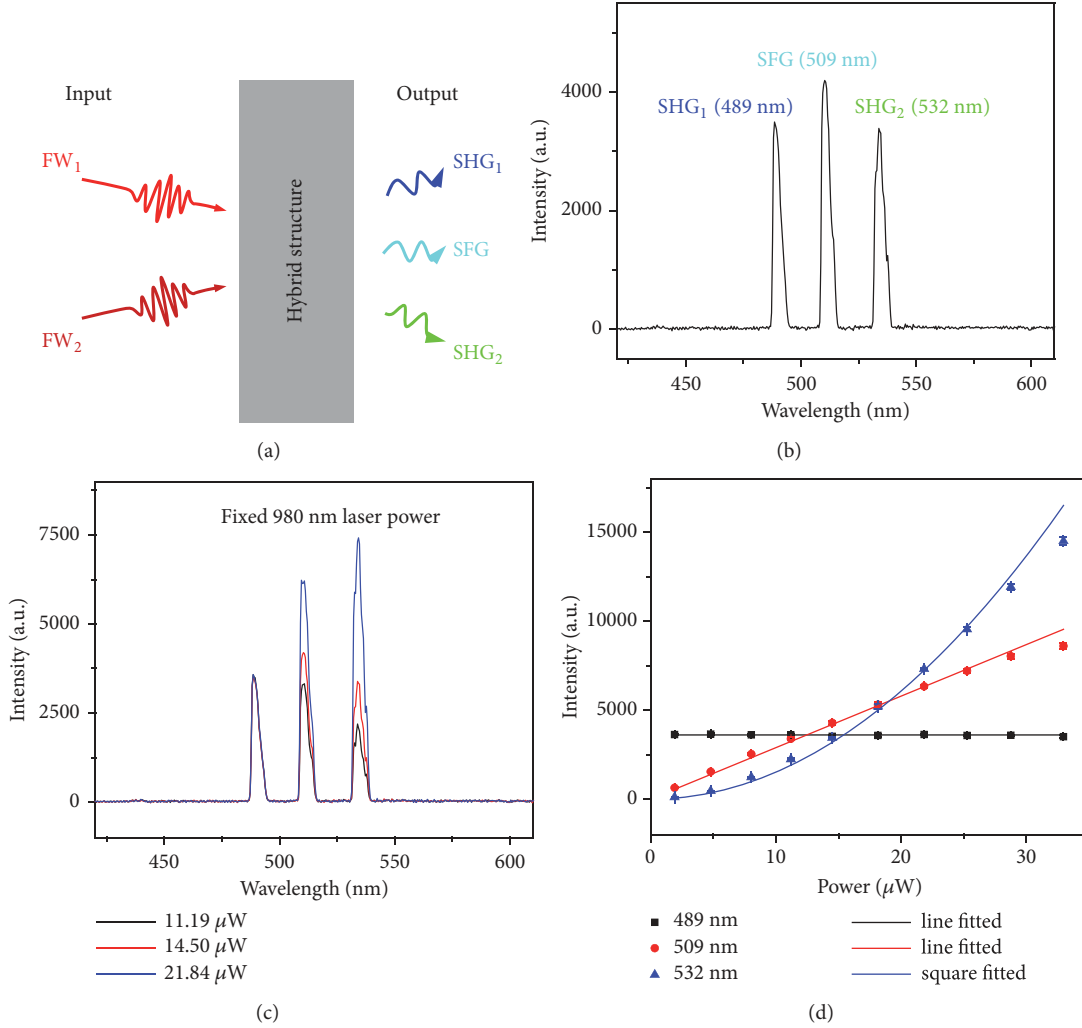 Input
Output
FW₁
FW₂
Hybrid structure
SHG₁
SFG
SHG₂
(a)
SFG (509 nm)
SHG₁ (489 nm)
SHG₂ (532 nm)
Intensity (a.u.)
4000
2000
0
450
500
550
600
Wavelength (nm)
(b)
Fixed 980 nm laser power
Intensity (a.u.)
7500
5000
2500
0
450
500
550
600
Wavelength (nm)
11.19 μW
14.50 μW
21.84 μW
(c)
Intensity (a.u.)
15000
10000
5000
0
0
10
20
30
Power (μW)
489 nm
line fitted
509 nm
line fitted
532 nm
square fitted
(d)